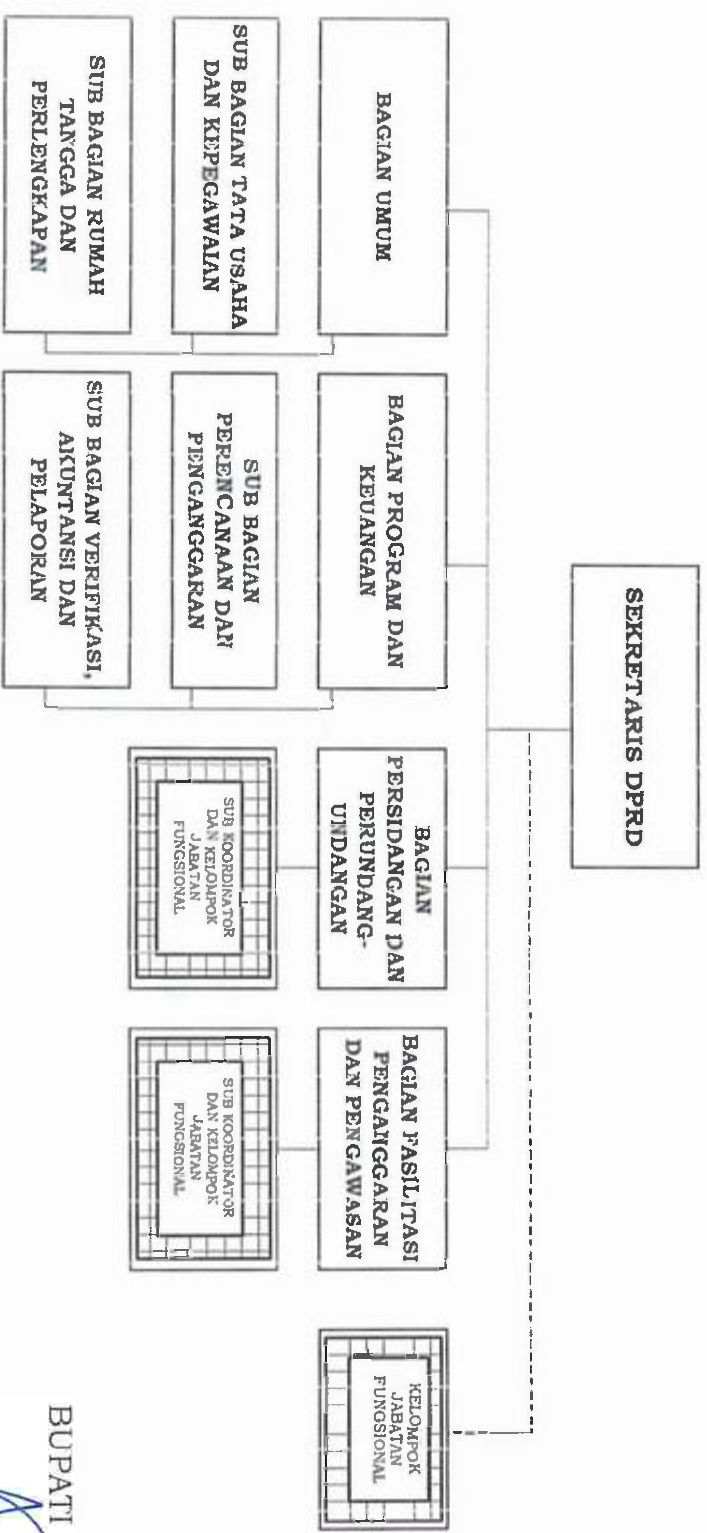 SEKRETARIS DPRD
BAGIAN UMUM
BAGIAN PROGRAM DAN
KEUANGAN
BAGIAN
PERSIDANGAN DAN
PERUNDANG-
UNDANGAN
BAGIAN FASILITASI
PENGANGGARAN
DAN PENGAWASAN
KELOMPOK
JABATAN
FUNGSIONAL
SUB BAGIAN TATA USAHA
DAN KEPEGAWAIAN
SUB BAGIAN
PERENCANAAN DAN
PENGANGGARAN
SUB KOORDINATOR
DAN KELOMPOK
JABATAN
FUNGSIONAL
SUB KOORDINATOR
DAN KELOMPOK
JABATAN
FUNGSIONAL
SUB BAGIAN RUMAH
TANGGA DAN
PERLENGKAPAN
SUB BAGIAN VERIFIKASI,
AKUNTANSI DAN
PELAPORAN
BUPATI